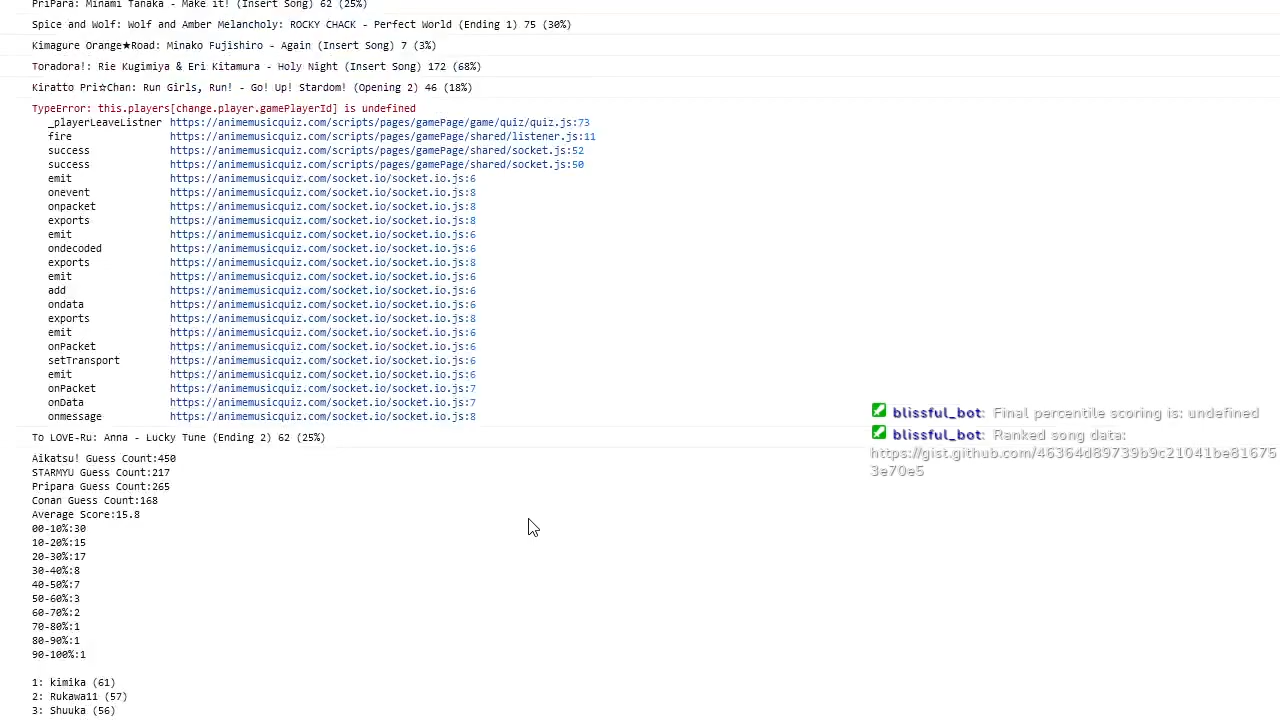 PriPara: Minami Tanaka - Make it! (Insert Song) 62 (25%)
Spice and Wolf: Wolf and Amber Melancholy: ROCKY CHACK - Perfect World (Ending 1) 75 (30%)
Kimagure Orange★Road: Minako Fujishiro - Again (Insert Song) 7 (3%)
Toradora!: Rie Kugimiya & Eri Kitamura - Holy Night (Insert Song) 172 (68%)
Kiratto Pri☆Chan: Run Girls, Run! - Go! Up! Stardom! (Opening 2) 46 (18%)
TypeError: this.players[change.player.gamePlayerId] is undefined
_playerLeaveListner https://animemusicquiz.com/scripts/pages/gamePage/game/quiz/quiz.js:73
fire https://animemusicquiz.com/scripts/pages/gamePage/shared/listener.js:11
success https://animemusicquiz.com/scripts/pages/gamePage/shared/socket.js:52
success https://animemusicquiz.com/scripts/pages/gamePage/shared/socket.js:50
emit https://animemusicquiz.com/socket.io/socket.io.js:6
onevent https://animemusicquiz.com/socket.io/socket.io.js:8
onpacket https://animemusicquiz.com/socket.io/socket.io.js:8
exports https://animemusicquiz.com/socket.io/socket.io.js:8
emit https://animemusicquiz.com/socket.io/socket.io.js:6
ondecoded https://animemusicquiz.com/socket.io/socket.io.js:6
exports https://animemusicquiz.com/socket.io/socket.io.js:8
emit https://animemusicquiz.com/socket.io/socket.io.js:6
add https://animemusicquiz.com/socket.io/socket.io.js:6
ondata https://animemusicquiz.com/socket.io/socket.io.js:6
exports https://animemusicquiz.com/socket.io/socket.io.js:8
emit https://animemusicquiz.com/socket.io/socket.io.js:6
onPacket https://animemusicquiz.com/socket.io/socket.io.js:6
setTransport https://animemusicquiz.com/socket.io/socket.io.js:6
emit https://animemusicquiz.com/socket.io/socket.io.js:6
onPacket https://animemusicquiz.com/socket.io/socket.io.js:7
onData https://animemusicquiz.com/socket.io/socket.io.js:7
onmessage https://animemusicquiz.com/socket.io/socket.io.js:8
To LOVE-Ru: Anna - Lucky Tune (Ending 2) 62 (25%)
Aikatsu! Guess Count:450
STARMYU Guess Count:217
Pripara Guess Count:265
Conan Guess Count:168
Average Score:15.8
00-10%:30
10-20%:15
20-30%:17
30-40%:8
40-50%:7
50-60%:3
60-70%:2
70-80%:1
80-90%:1
90-100%:1
1: kimika (61)
2: Rukawa11 (57)
3: Shuuka (56)
blissful_bot: Final percentile scoring is: undefined
blissful_bot: Ranked song data:
https://gist.github.com/46364d89739b9c21041be81675
3e70e5